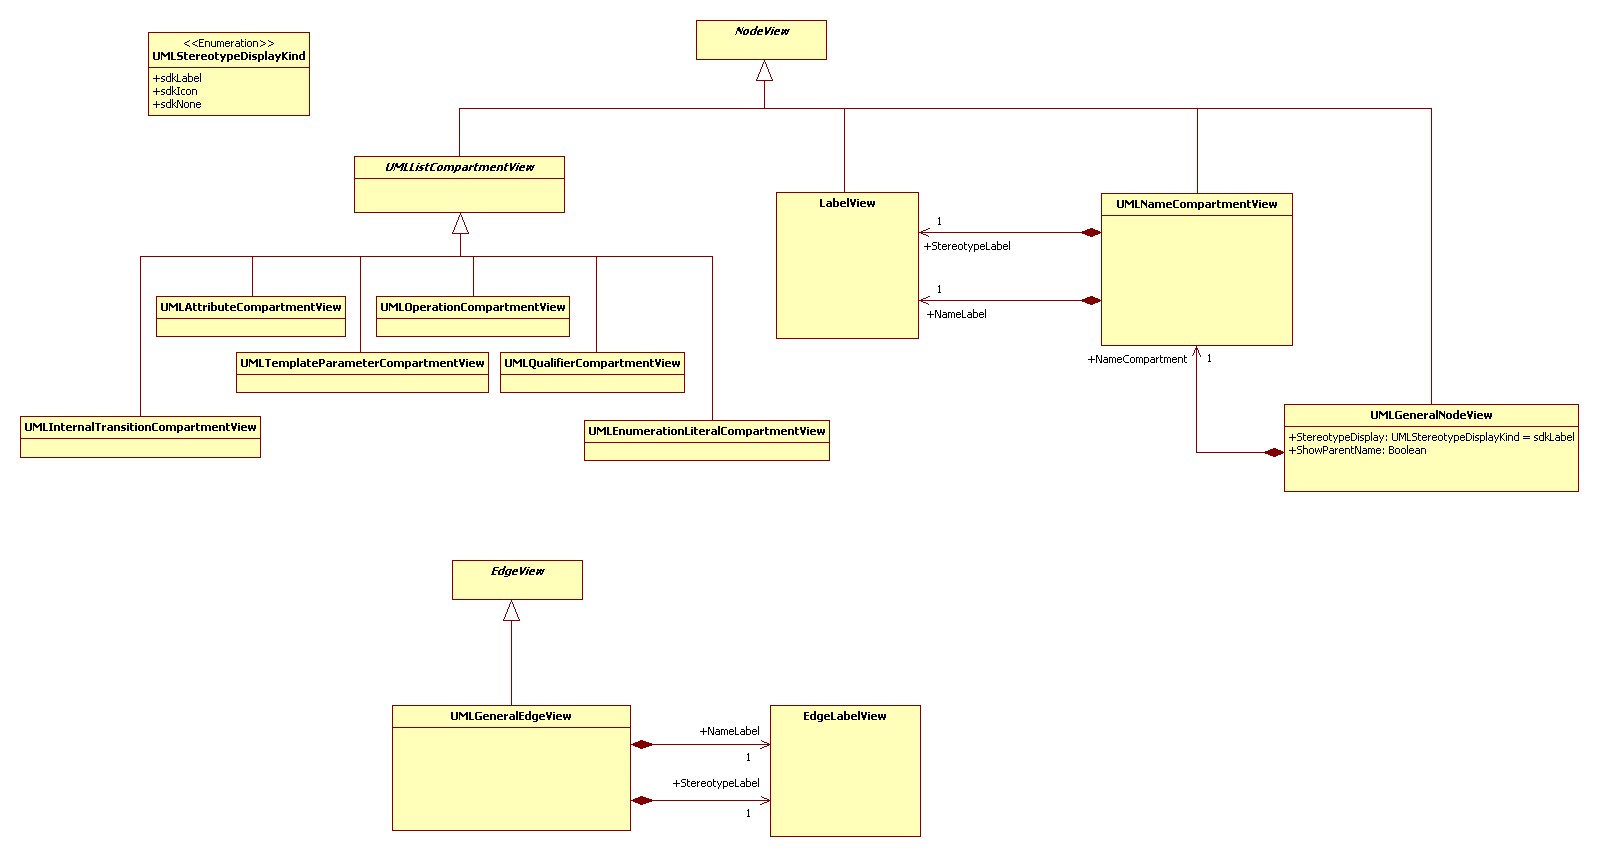 NodeView
<<Enumeration>>
UMLStereotypeDisplayKind
+sdkLabel
+sdkIcon
+sdkNone
UMLListCompartmentView
LabelView
UMLNameCompartmentView
1
+StereotypeLabel
1
+NameLabel
UMLAttributeCompartmentView
UMLOperationCompartmentView
UMLTemplateParameterCompartmentView
UMLQualifierCompartmentView
+NameCompartment
1
UMLInternalTransitionCompartmentView
UMLEnumerationLiteralCompartmentView
UMLGeneralNodeView
+StereotypeDisplay: UMLStereotypeDisplayKind = sdkLabel
+ShowParentName: Boolean
EdgeView
UMLGeneralEdgeView
EdgeLabelView
+NameLabel
1
+StereotypeLabel
1